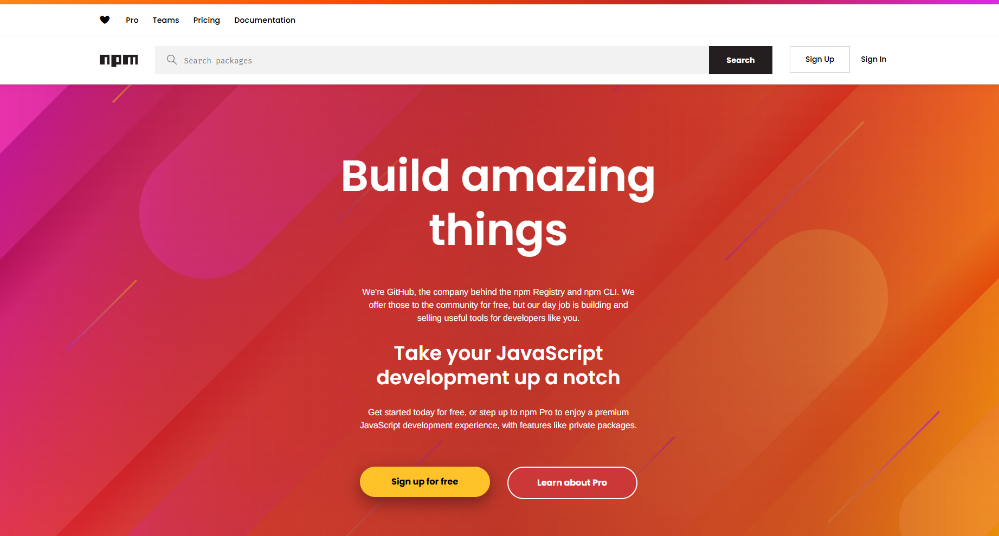 Pro Teams Pricing Documentation
npm Search packages Search Sign Up Sign In
Build amazing
things
We're GitHub, the company behind the npm Registry and npm CLI. We
offer those to the community for free, but our day job is building and
selling useful tools for developers like you.
Take your JavaScript
development up a notch
Get started today for free, or step up to npm Pro to enjoy a premium
JavaScript development experience, with features like private packages.
Sign up for free Learn about Pro